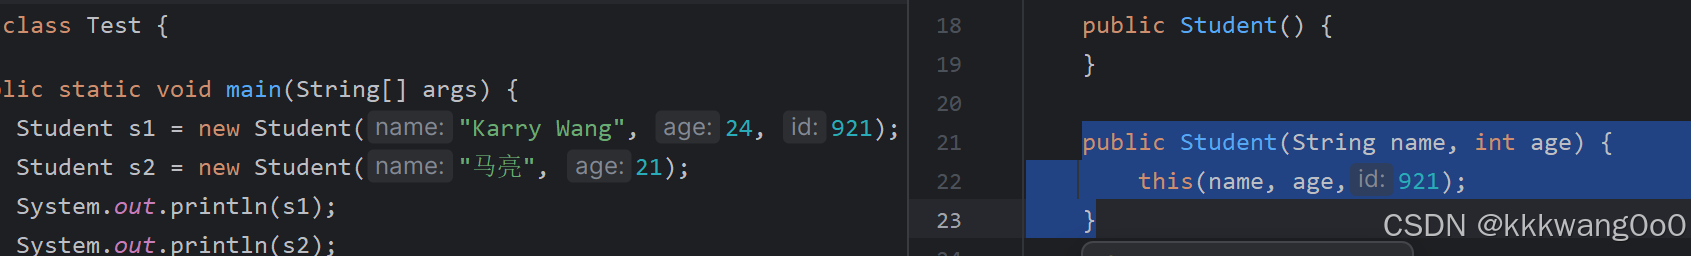 class Test {
lic static void main(String[] args) {
Student s1 = new Student( name: "Karry Wang", age: 24, id: 921);
Student s2 = new Student( name: "马亮", age: 21);
System.out.println(s1);
System.out.println(s2);
18 public Student() {
19 }
20
21 public Student(String name, int age) {
22 this(name, age, id: 921);
23 }
CSDN @kkkwang0o0